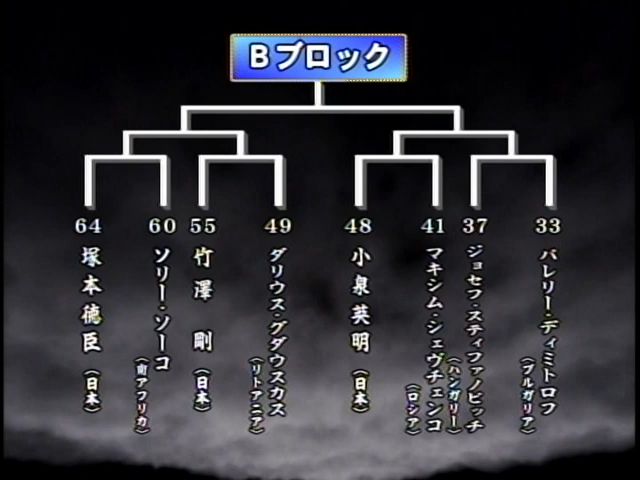 Bブロック
64
塚本徳臣
（日本）
60
ソリー・ソーコ
（南アフリカ）
55
竹澤 剛
（日本）
49
ダリウス・グダウスカス
（リトアニア）
48
小泉英明
（日本）
41
マキシム・シェヴチェンコ
（ロシア）
37
ジョセフ・スティファノビッチ
（ハンガリー）
33
バレリー・ディミトロフ
（ブルガリア）